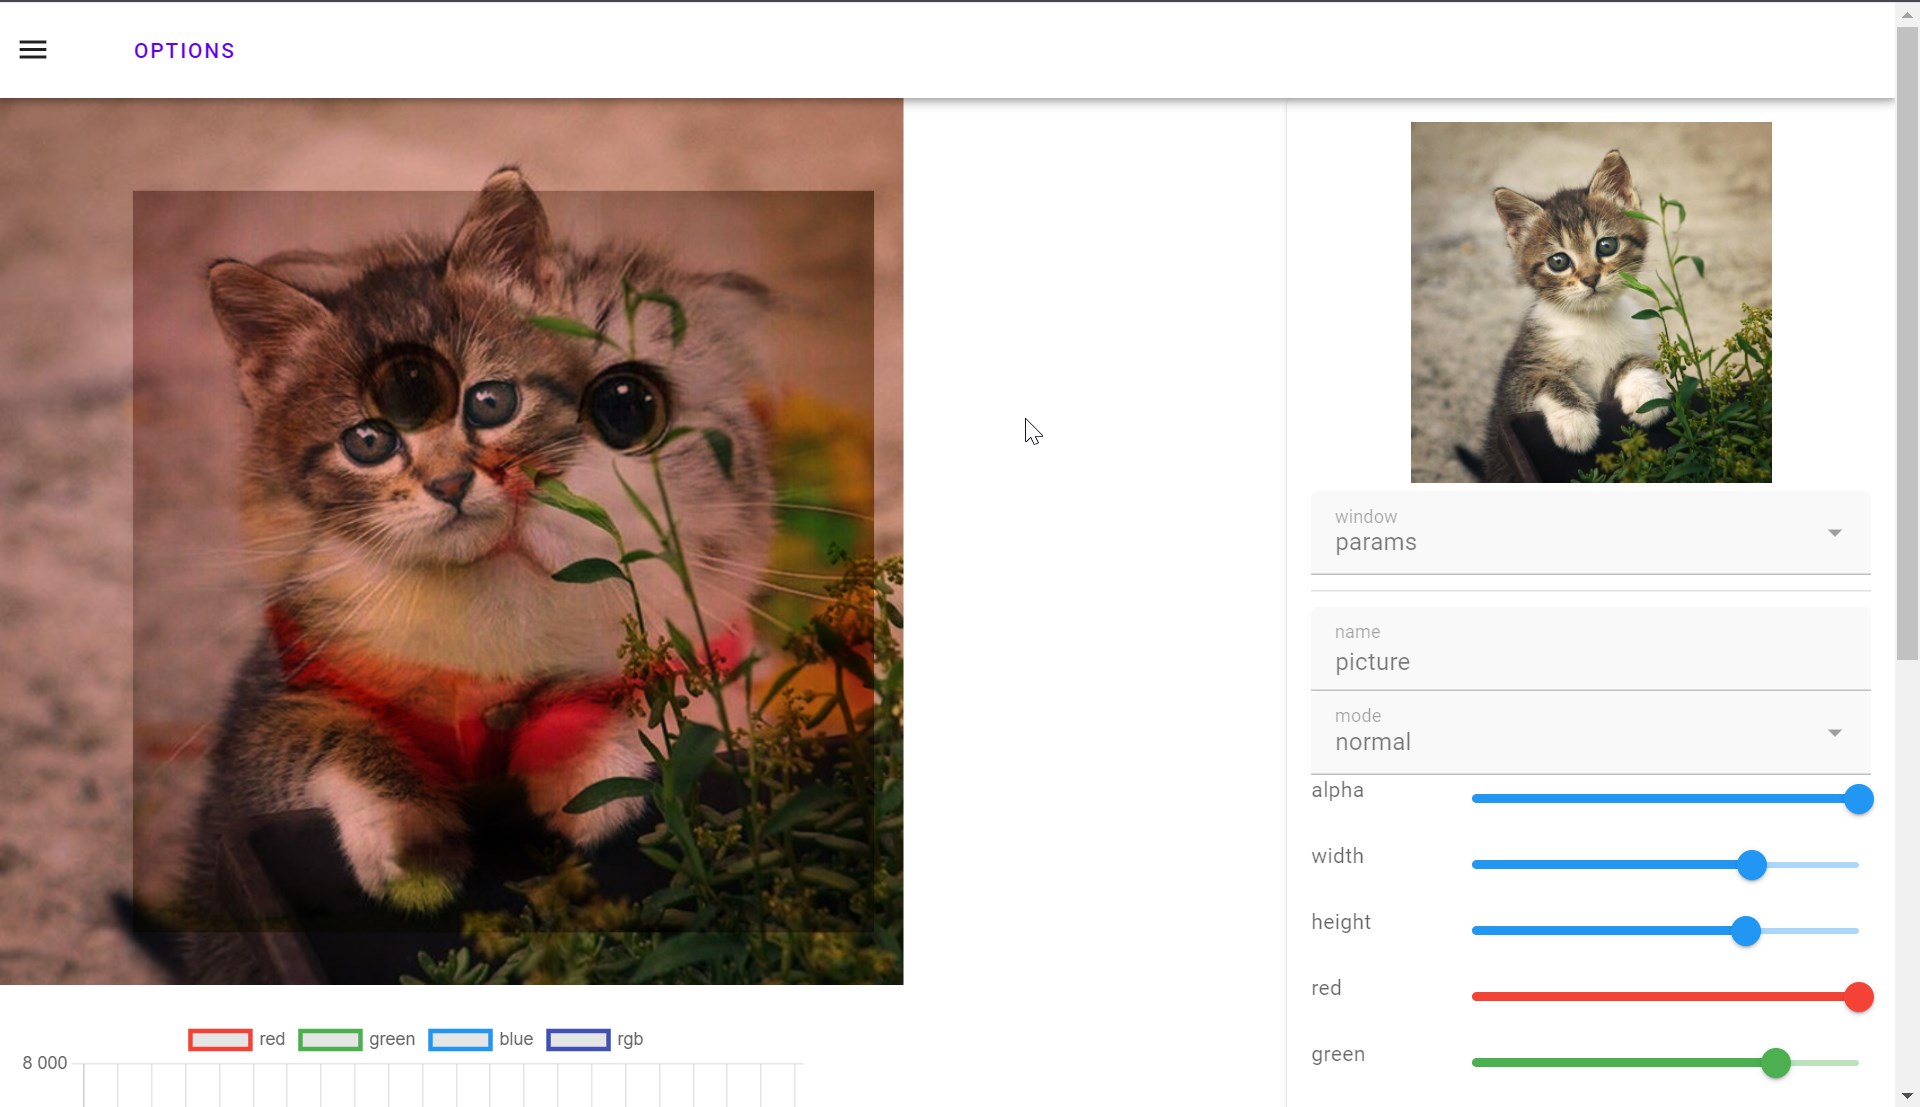 OPTIONS
window
params
name
picture
mode
normal
alpha
width
height
red
green
red green blue rgb
8 000